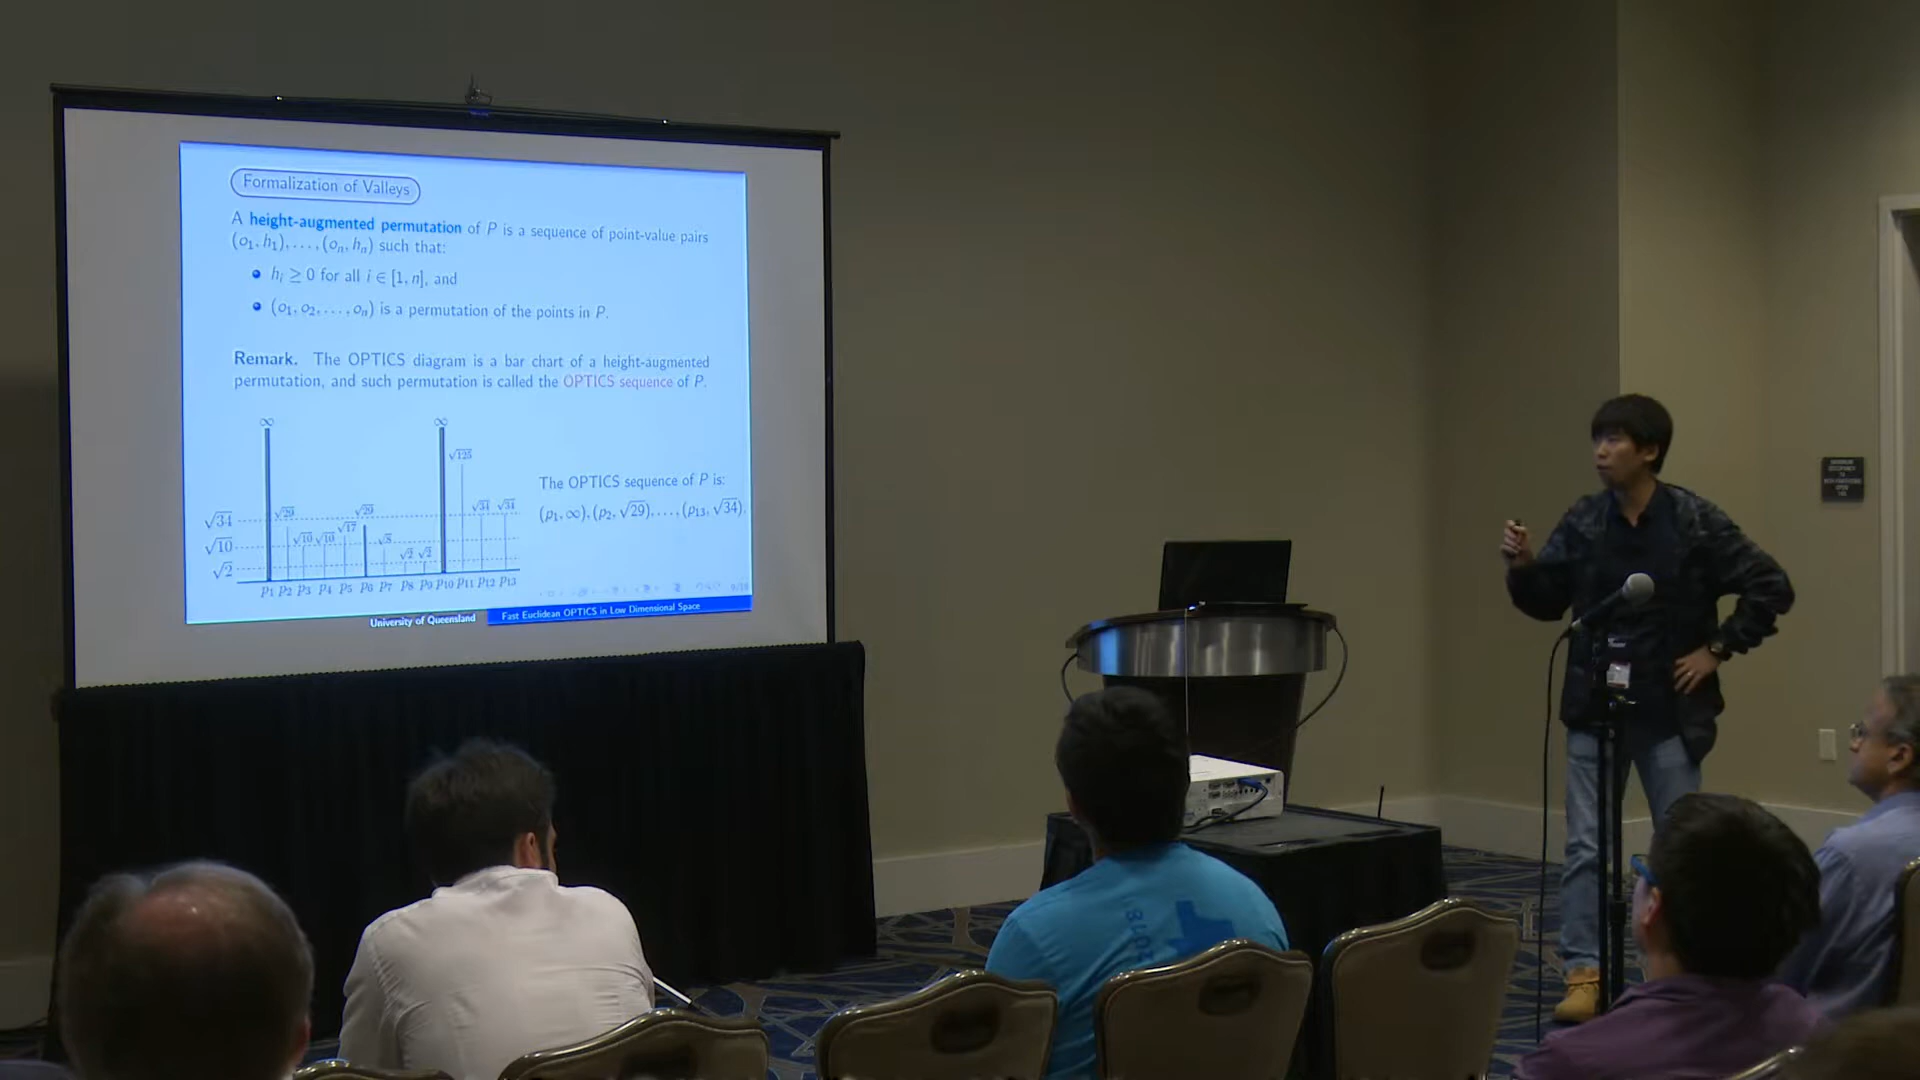 Formalization of Valleys
A height-augmented permutation of P is a sequence of point-value pairs
(o₁, h₁), . . . , (oₙ, hₙ) such that:
• hᵢ ≥ 0 for all i ∈ [1, n], and
• (o₁, o₂, . . . , oₙ) is a permutation of the points in P.
Remark. The OPTICS diagram is a bar chart of a height-augmented
permutation, and such permutation is called the OPTICS sequence of P.
∞ ∞
√125
√29 √29 √34 √34
√34
√10 √10 √17 √8 √2 √2
√10
√2
p1 p2 p3 p4 p5 p6 p7 p8 p9 p10 p11 p12 p13
The OPTICS sequence of P is:
(p₁, ∞), (p₂, √29), . . . , (p₁₃, √34).
University of Queensland
Fast Euclidean OPTICS in Low Dimensional Space
MAXIMUM
OCCUPANCY